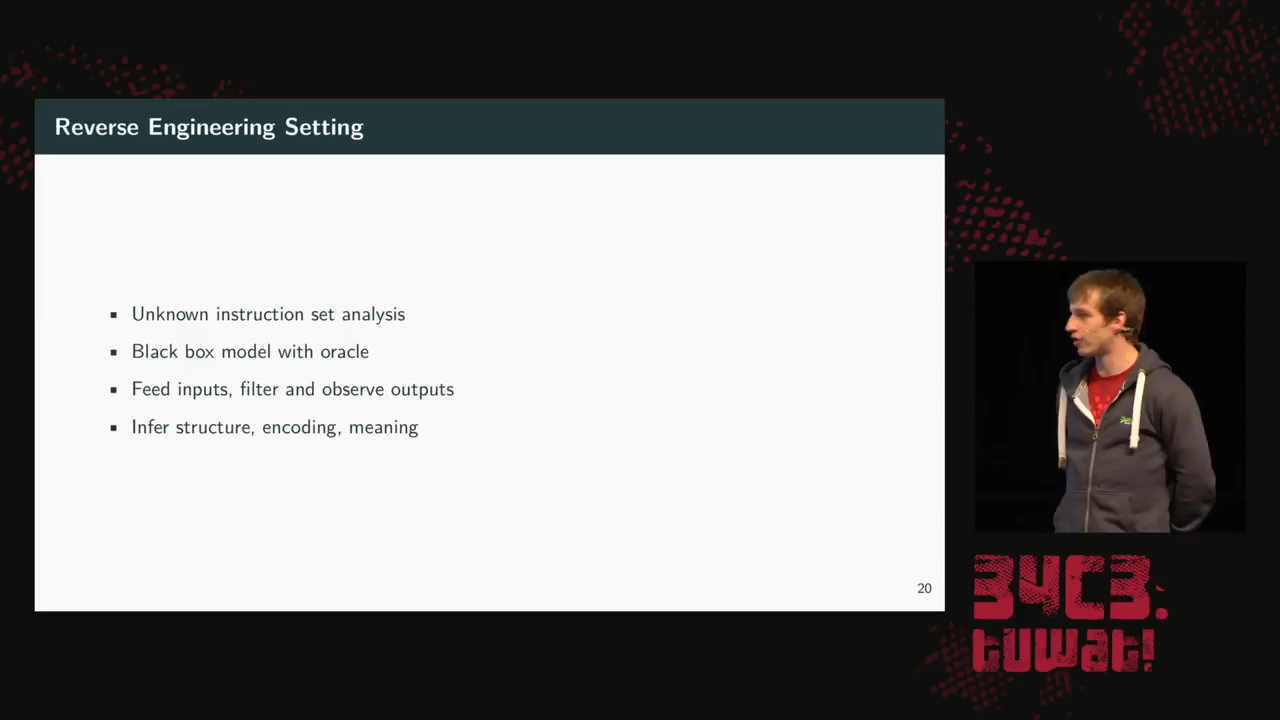 Reverse Engineering Setting
Unknown instruction set analysis
Black box model with oracle
Feed inputs, filter and observe outputs
Infer structure, encoding, meaning
20
34C3.
tuwat!